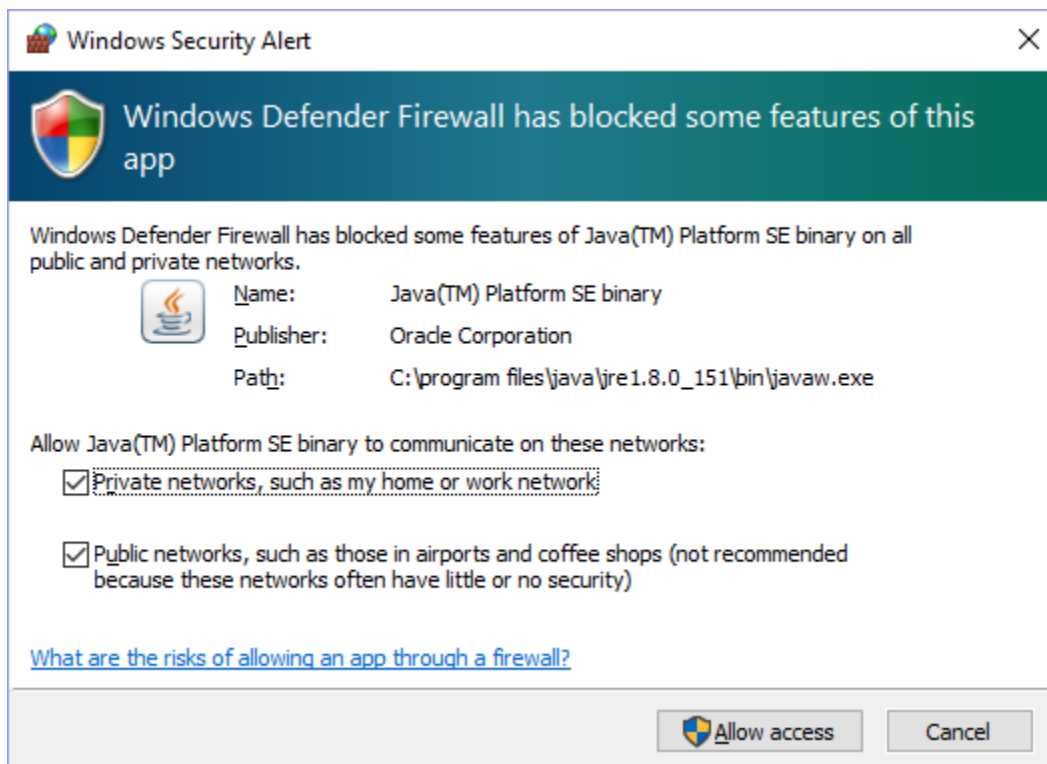 Windows Security Alert
Windows Defender Firewall has blocked some features of this
app
Windows Defender Firewall has blocked some features of Java(TM) Platform SE binary on all
public and private networks.
Name: Java(TM) Platform SE binary
Publisher: Oracle Corporation
Path: C:\program files\java\jre1.8.0_151\bin\javaw.exe
Allow Java(TM) Platform SE binary to communicate on these networks:
Private networks, such as my home or work network
Public networks, such as those in airports and coffee shops (not recommended
because these networks often have little or no security)
What are the risks of allowing an app through a firewall?
Allow access Cancel